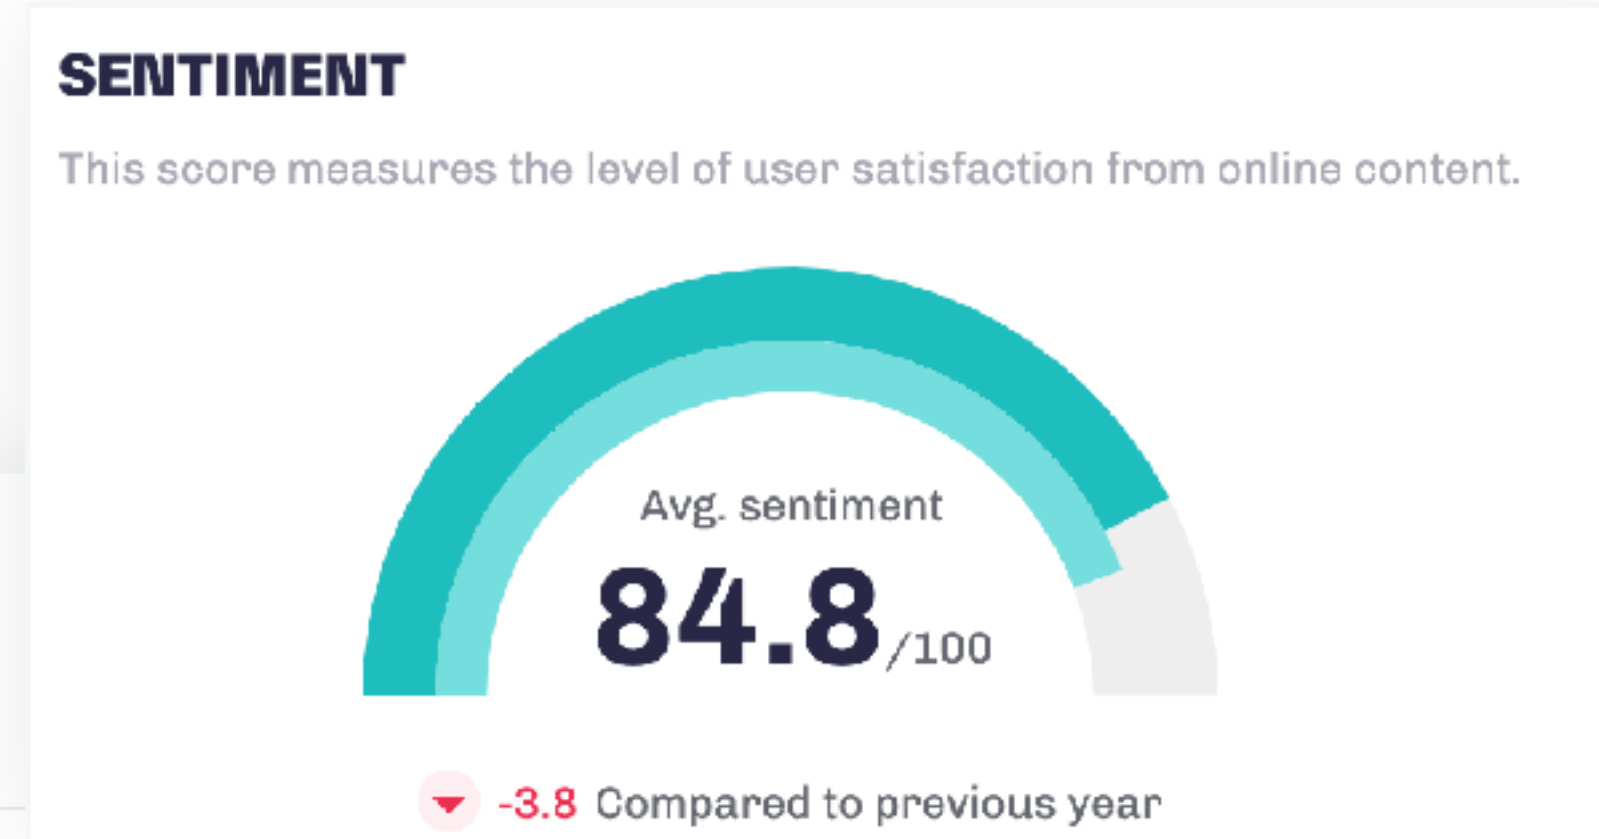 SENTIMENT
This score measures the level of user satisfaction from online content.
Avg. sentiment
84.8/100
-3.8 Compared to previous year